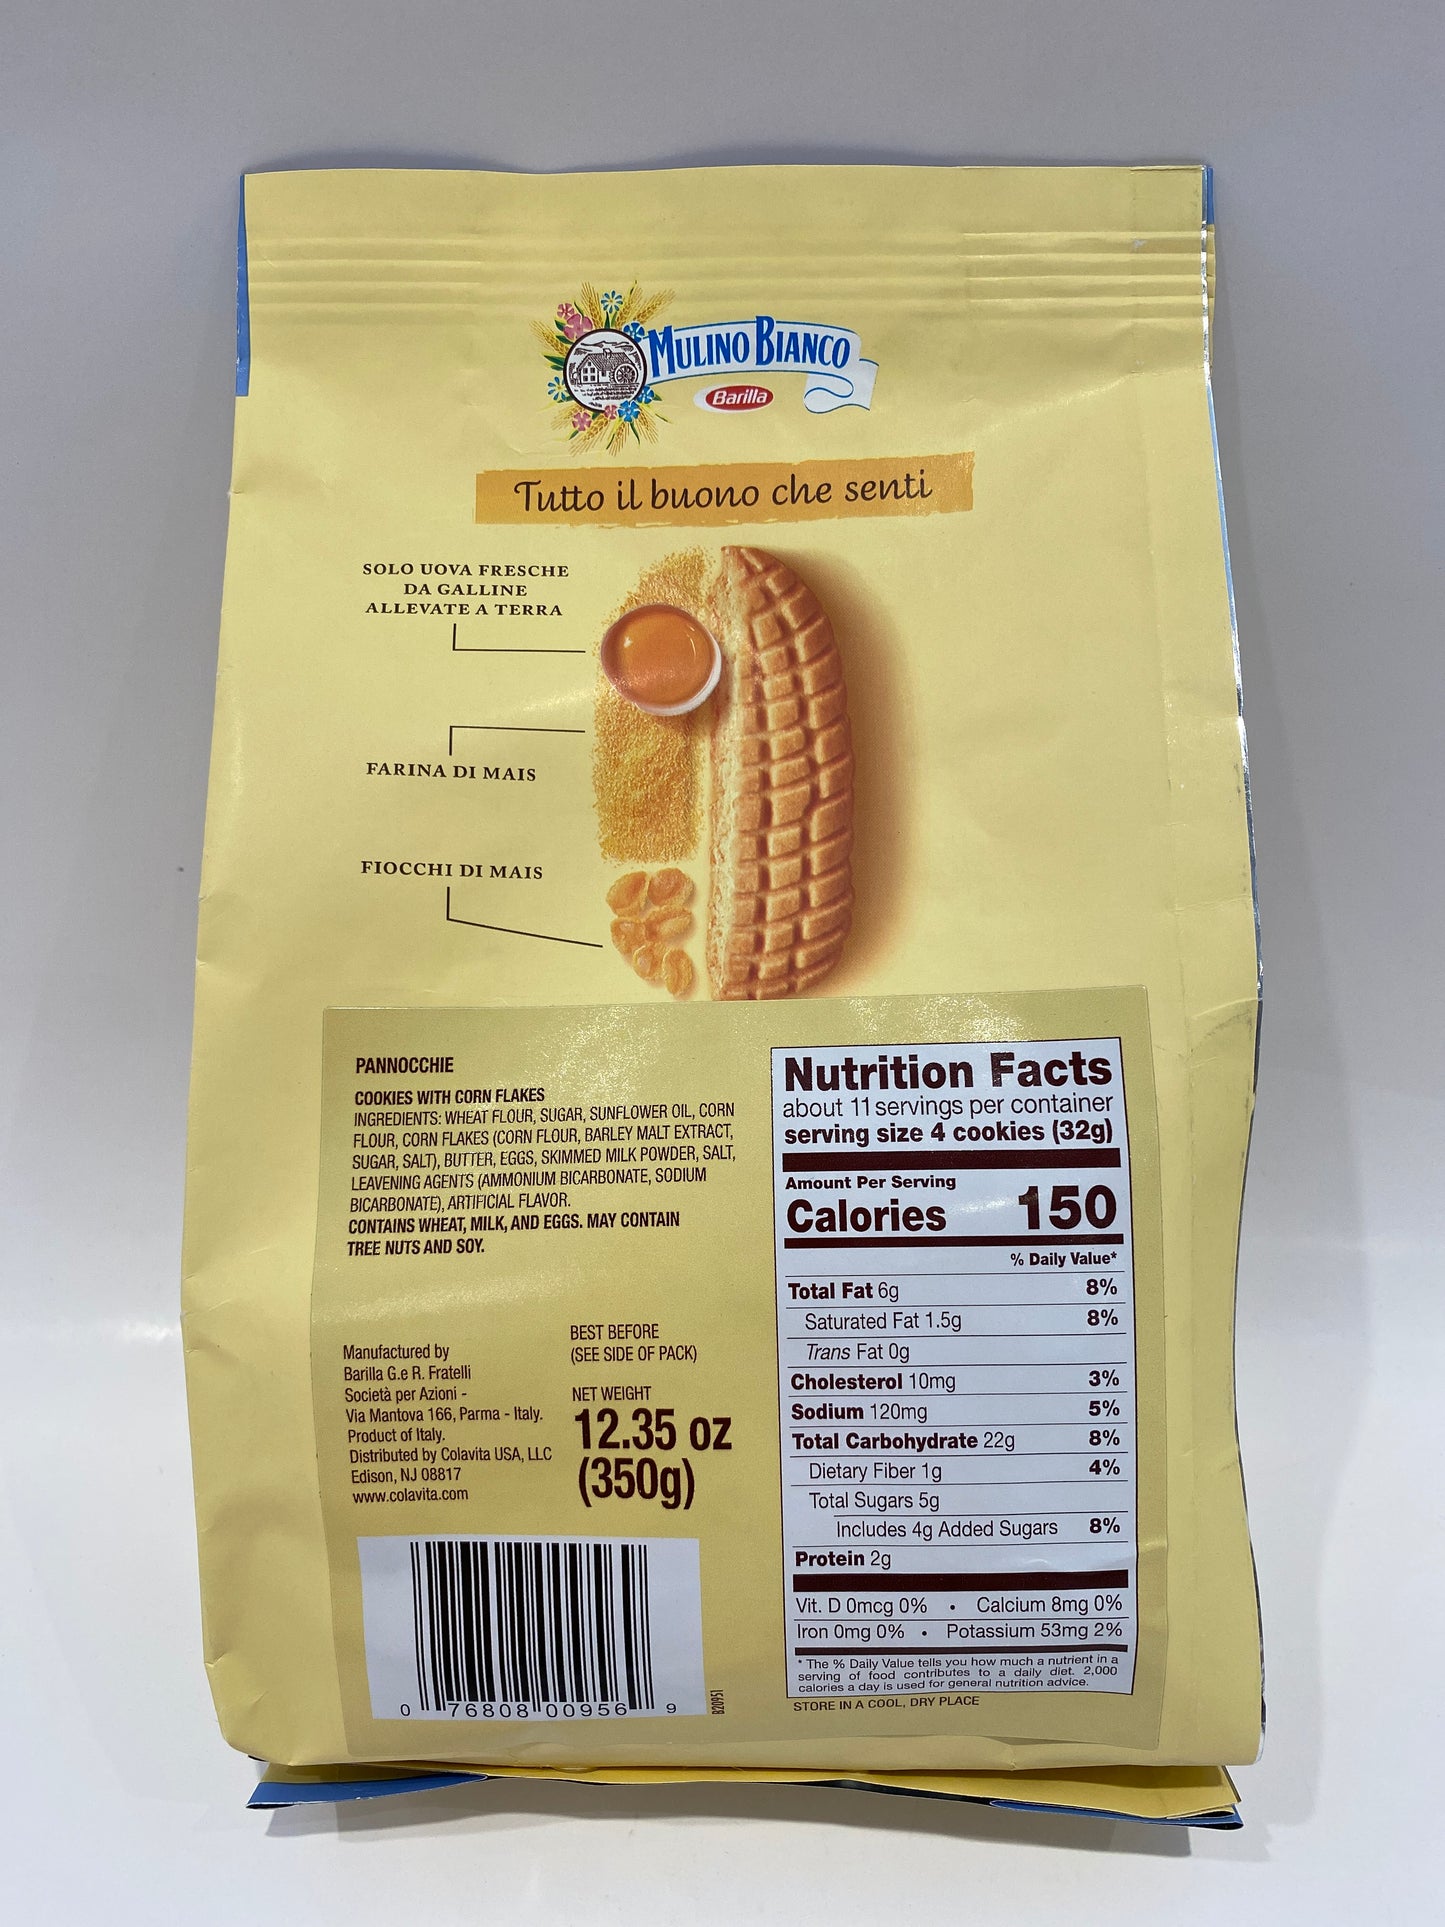 MULINO BIANCO
Barilla
Tutto il buono che senti
SOLO UOVA FRESCHE
DA GALLINE
ALLEVATE A TERRA
FARINA DI MAIS
FIOCCHI DI MAIS
PANNOCCHIE
COOKIES WITH CORN FLAKES
INGREDIENTS: WHEAT FLOUR, SUGAR, SUNFLOWER OIL, CORN
FLOUR, CORN FLAKES (CORN FLOUR, BARLEY MALT EXTRACT,
SUGAR, SALT), BUTTER, EGGS, SKIMMED MILK POWDER, SALT,
LEAVENING AGENTS (AMMONIUM BICARBONATE, SODIUM
BICARBONATE), ARTIFICIAL FLAVOR.
CONTAINS WHEAT, MILK, AND EGGS. MAY CONTAIN
TREE NUTS AND SOY.
Manufactured by
Barilla G.e R. Fratelli
Società per Azioni -
Via Mantova 166, Parma - Italy.
Product of Italy.
Distributed by Colavita USA, LLC
Edison, NJ 08817
www.colavita.com
BEST BEFORE
(SEE SIDE OF PACK)
NET WEIGHT
12.35 oz
(350g)
0 76808 00956 9
B20951
Nutrition Facts
about 11 servings per container
serving size 4 cookies (32g)
Amount Per Serving
Calories 150
% Daily Value*
Total Fat 6g 8%
Saturated Fat 1.5g 8%
Trans Fat 0g
Cholesterol 10mg 3%
Sodium 120mg 5%
Total Carbohydrate 22g 8%
Dietary Fiber 1g 4%
Total Sugars 5g
Includes 4g Added Sugars 8%
Protein 2g
Vit. D 0mcg 0% • Calcium 8mg 0%
Iron 0mg 0% • Potassium 53mg 2%
* The % Daily Value tells you how much a nutrient in a
serving of food contributes to a daily diet. 2,000
calories a day is used for general nutrition advice.
STORE IN A COOL, DRY PLACE